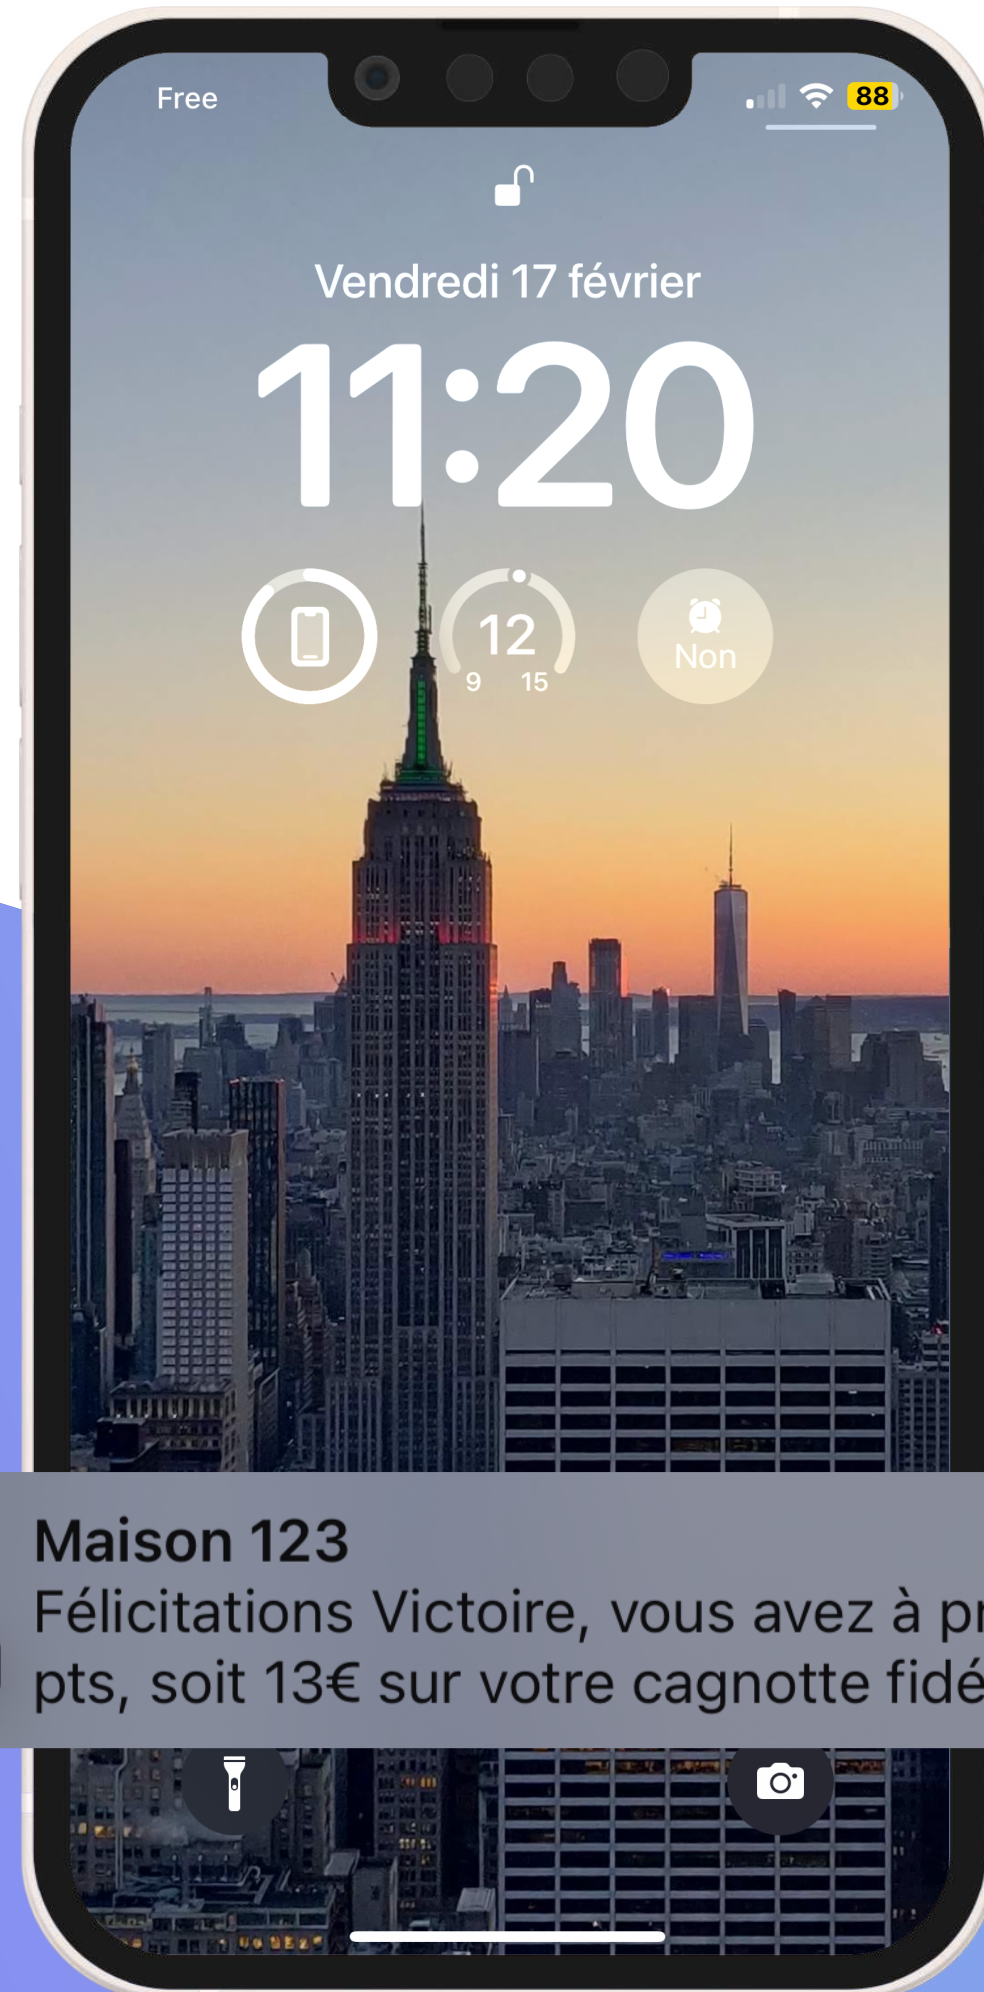 Free
88
Vendredi 17 février
11:20
12
9 15
Non
Maison 123
Félicitations Victoire, vous avez à
pts, soit 13€ sur votre cagnotte